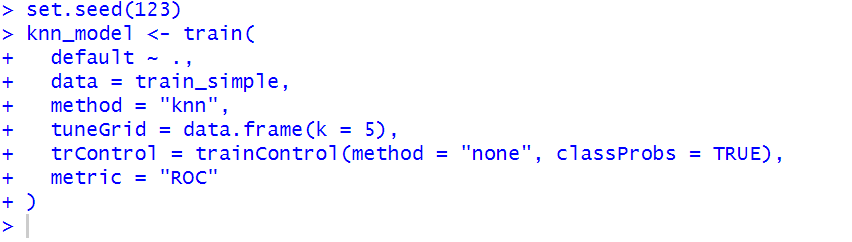 > set.seed(123)
> knn_model <- train(
+   default ~ .,
+   data = train_simple,
+   method = "knn",
+   tuneGrid = data.frame(k = 5),
+   trControl = trainControl(method = "none", classProbs = TRUE),
+   metric = "ROC"
+ )
>